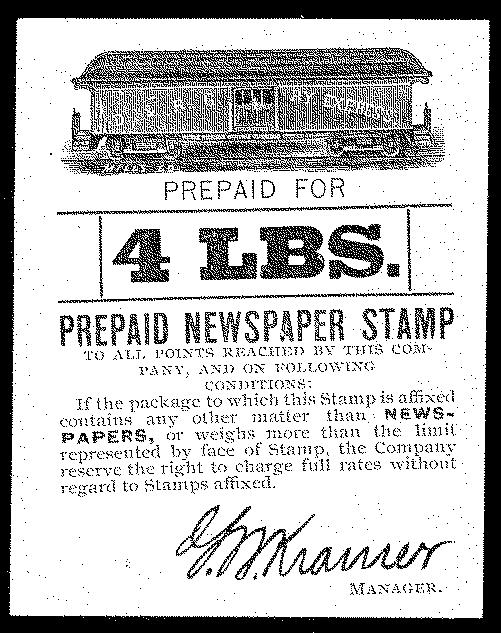 PREPAID FOR
4 LBS.
PREPAID NEWSPAPER STAMP
TO ALL POINTS REACHED BY THIS COM-
PANY, AND ON FOLLOWING
CONDITIONS:
If the package to which this Stamp is affixed
contains any other matter than NEWS-
PAPERS, or weighs more than the limit
represented by face of Stamp, the Company
reserve the right to charge full rates without
regard to Stamps affixed.
Kramer
MANAGER.